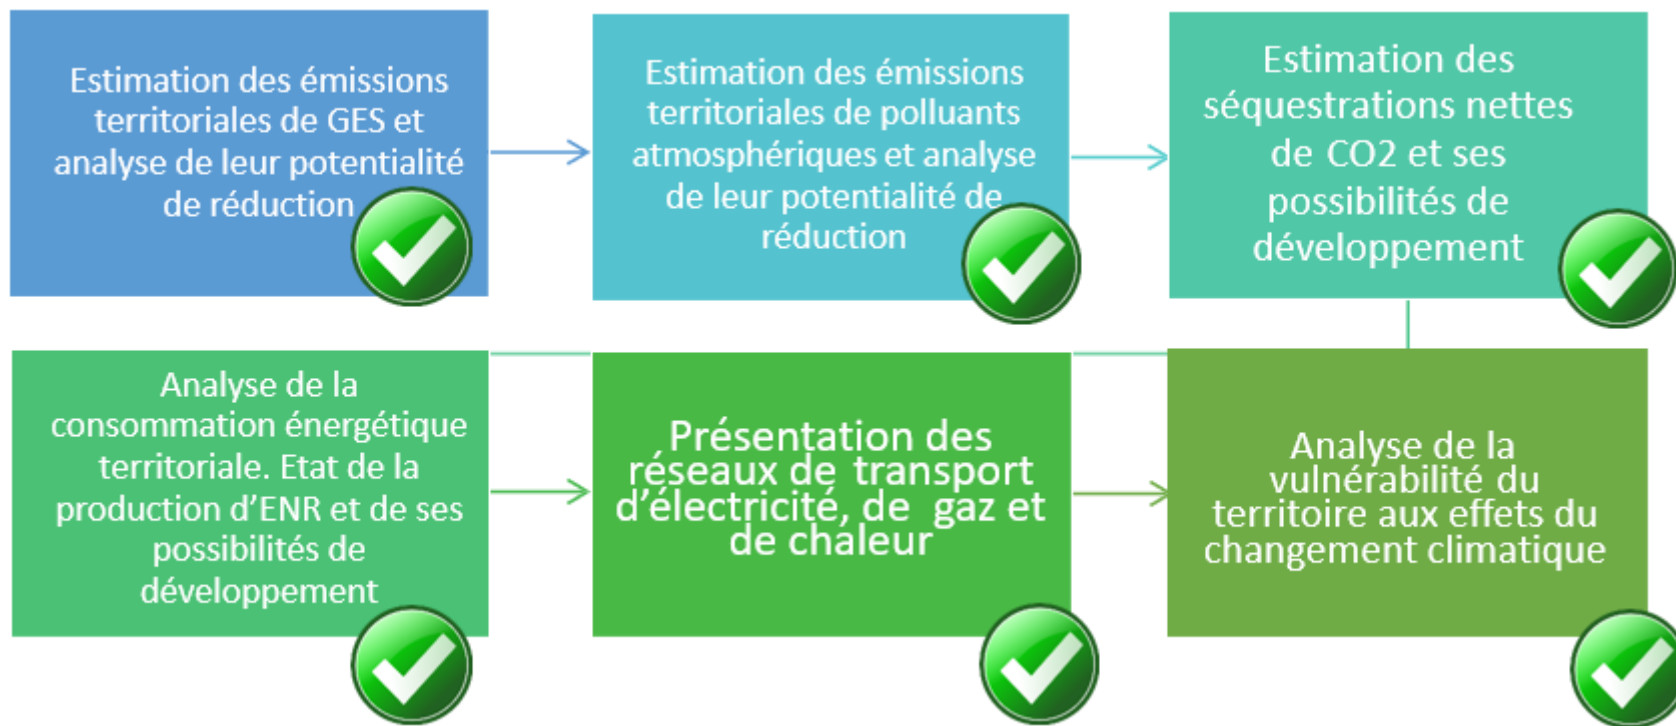 Estimation des émissions
territoriales de GES et
analyse de leur potentialité
de réduction
Estimation des émissions
territoriales de polluants
atmosphériques et analyse
de leur potentialité de
réduction
Estimation des
séquestrations nettes
de CO2 et ses
possibilités de
développement
Analyse de la
consommation énergétique
territoriale. Etat de la
production d’ENR et de ses
possibilités de
développement
Présentation des
réseaux de transport
d’électricité, de gaz et
de chaleur
Analyse de la
vulnérabilité du
territoire aux effets du
changement climatique